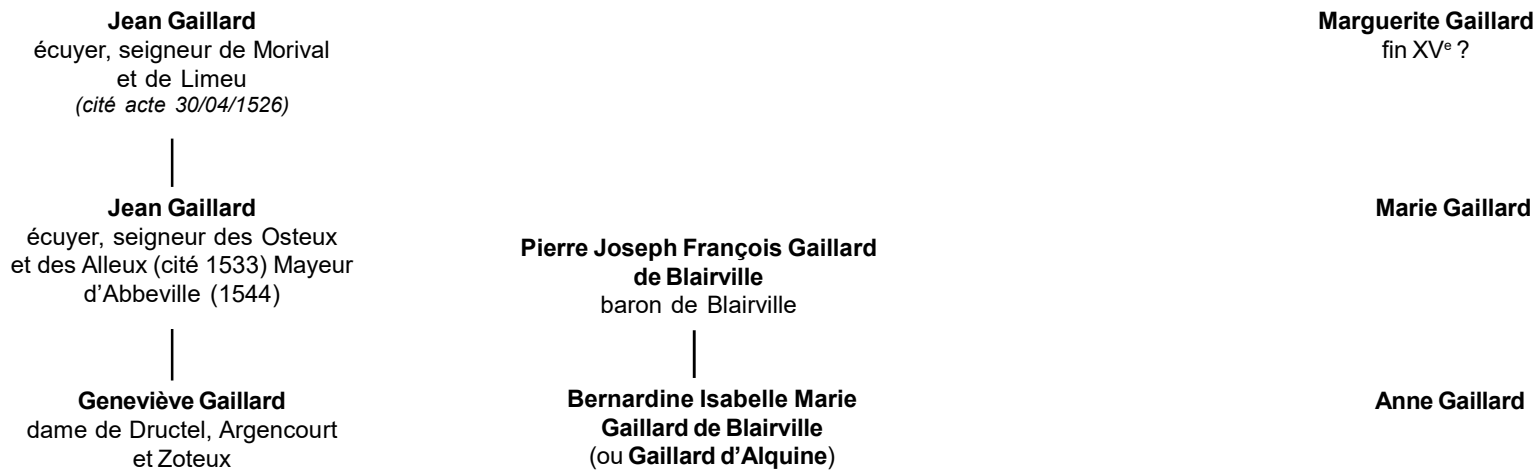 Jean Gaillard
écuyer, seigneur de Morival
et de Limeu
(cité acte 30/04/1526)
Jean Gaillard
écuyer, seigneur des Osteux
et des Alleux (cité 1533) Mayeur
d’Abbeville (1544)
Geneviève Gaillard
dame de Dructel, Argencourt
et Zoteux
Pierre Joseph François Gaillard
de Blairville
baron de Blairville
Bernardine Isabelle Marie
Gaillard de Blairville
(ou Gaillard d’Alquine)
Marguerite Gaillard
fin XVᵉ ?
Marie Gaillard
Anne Gaillard